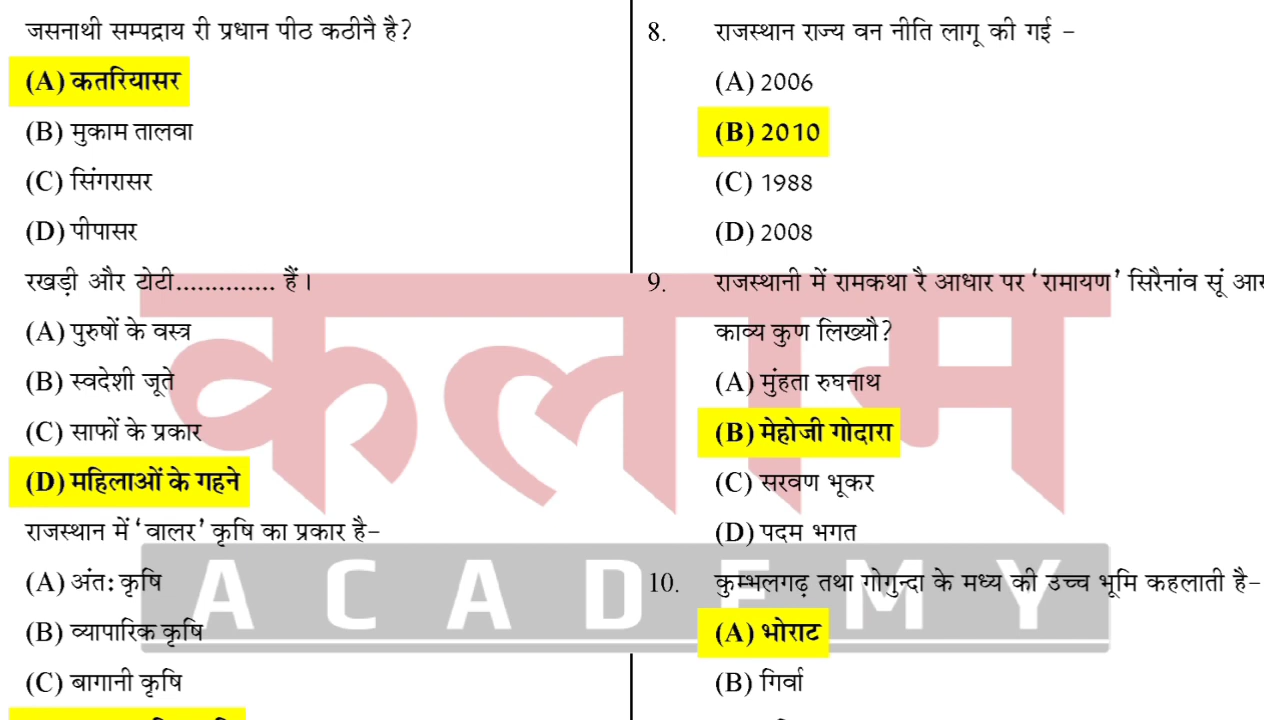 जसनाथी सम्पद्राय री प्रधान पीठ कठीनै है?
(A) कतरियासर
(B) मुकाम तालवा
(C) सिंगरासर
(D) पीपासर
रखड़ी और टोटी.............. हैं।
(A) पुरुषों के वस्त्र
(B) स्वदेशी जूते
(C) साफों के प्रकार
(D) महिलाओं के गहने
राजस्थान में 'वालर' कृषि का प्रकार है-
(A) अंत: कृषि
(B) व्यापारिक कृषि
(C) बागानी कृषि
8. राजस्थान राज्य वन नीति लागू की गई -
(A) 2006
(B) 2010
(C) 1988
(D) 2008
9. राजस्थानी में रामकथा रै आधार पर 'रामायण' सिरैनांव सूं
काव्य कुण लिख्यौ?
(A) मुंहता रुघनाथ
(B) मेहोजी गोदारा
(C) सरवण भूकर
(D) पदम भगत
10. कुम्भलगढ़ तथा गोगुन्दा के मध्य की उच्च भूमि कहलाती है-
(A) भोराट
(B) गिर्वा
कलाम
ACADEMY